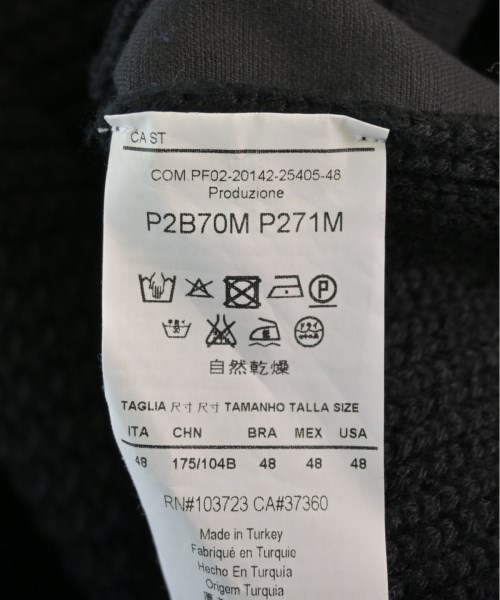 CA ST
COM.PF02-20142-25405-48
Produzione
P2B70M P271M
自然乾燥
TAGLIA 尺寸 尺寸 TAMANHO TALLA SIZE
ITA CHN BRA MEX USA
48 175/104B 48 48 48
RN#103723 CA#37360
Made in Turkey
Fabriqué en Turquie
Hecho En Turquía
Origem Turquia